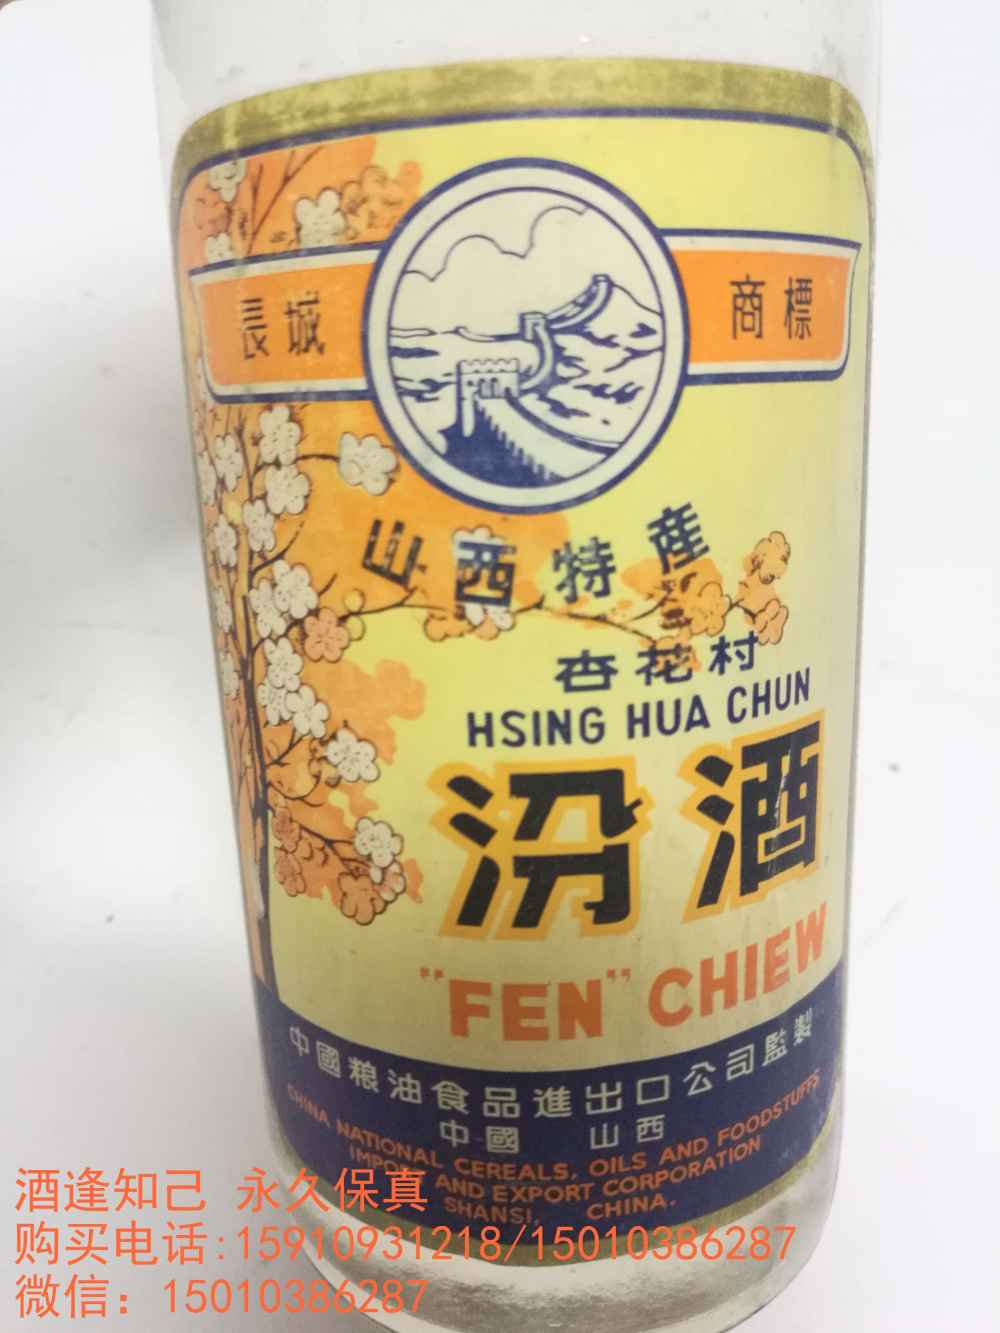 長城 商標
山西特産
杏花村
HSING HUA CHUN
汾酒
"FEN" CHIEW
中國粮油食品進出口公司監製
中國 山西
CHINA NATIONAL CEREALS, OILS AND FOODSTUFFS
IMPORT AND EXPORT CORPORATION
SHANSI, CHINA.
酒逢知己 永久保真
购买电话:15910931218/15010386287
微信：15010386287